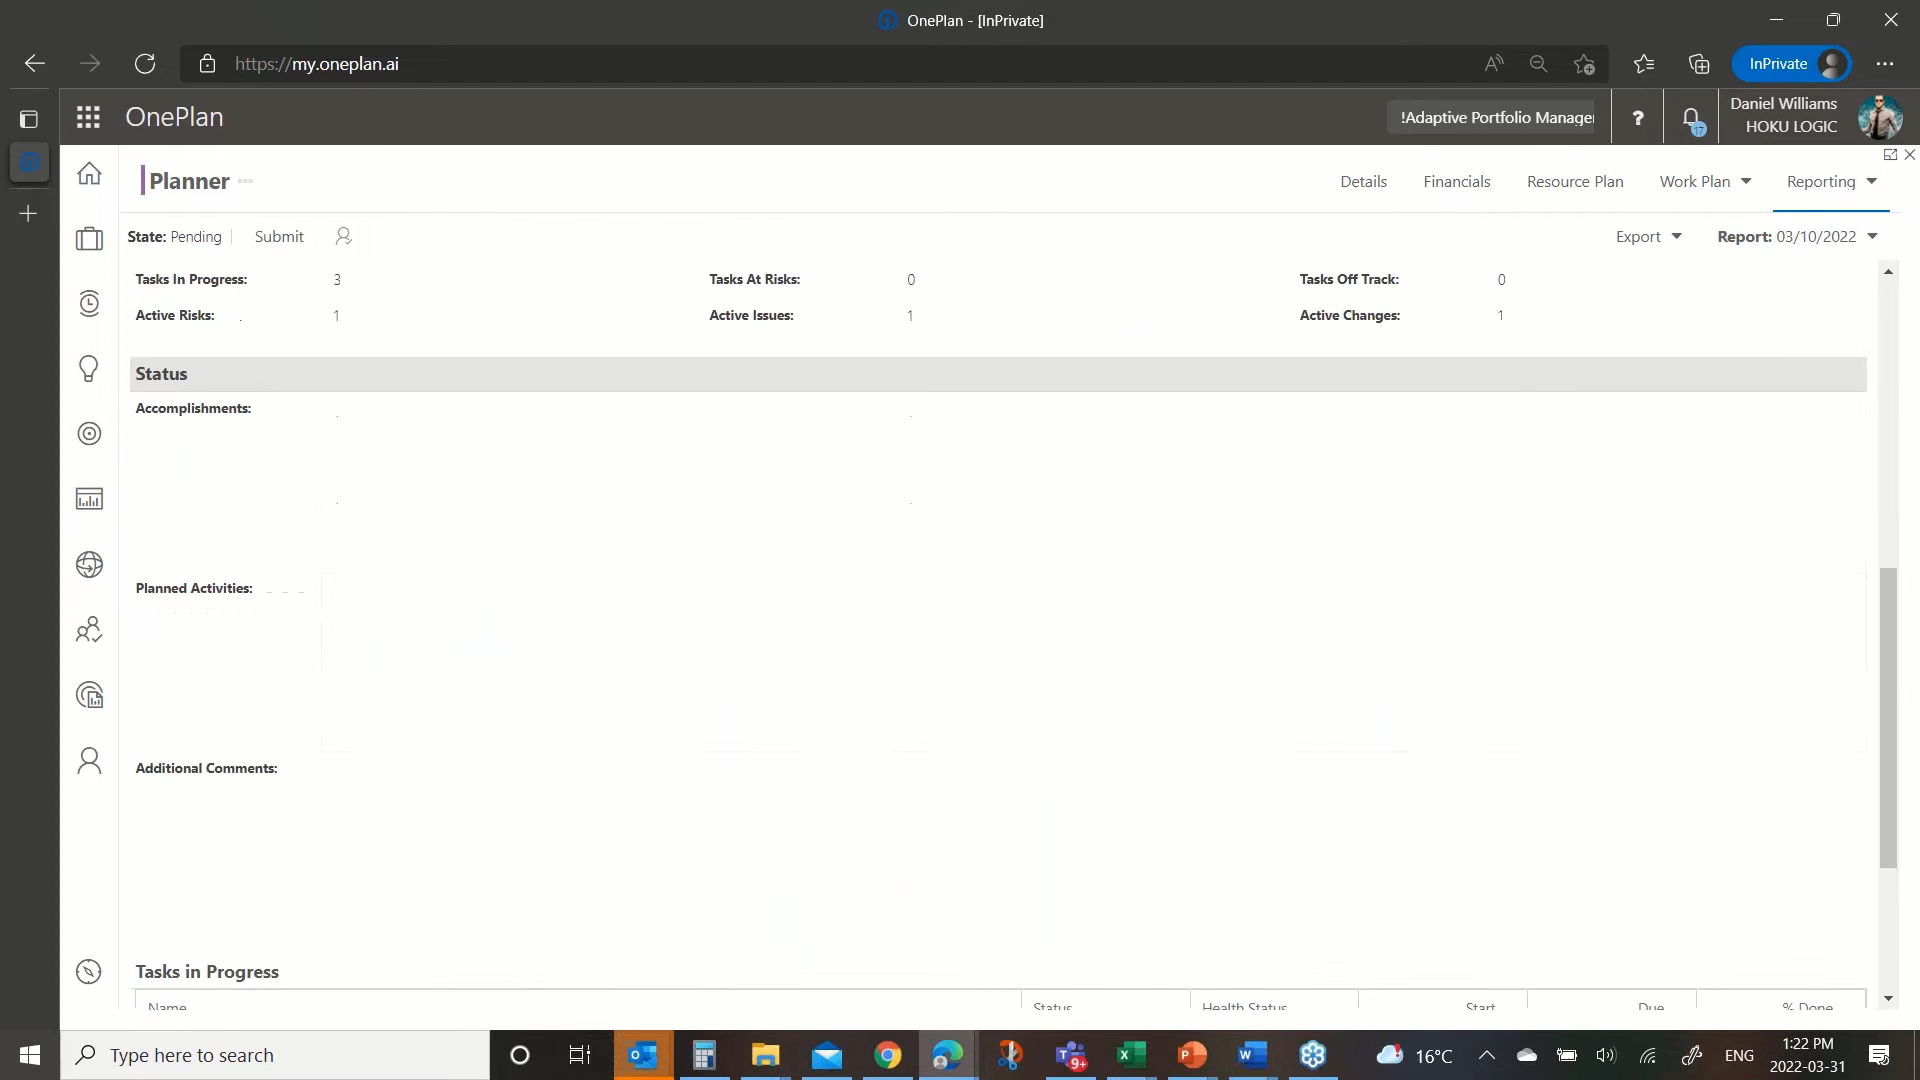 OnePlan - [InPrivate]
https://my.oneplan.ai
InPrivate
OnePlan
!Adaptive Portfolio Manager
?
17
Daniel Williams
HOKU LOGIC
Planner
Details
Financials
Resource Plan
Work Plan
Reporting
State: Pending
Submit
Export
Report: 03/10/2022
Tasks In Progress: 3
Tasks At Risks: 0
Tasks Off Track: 0
Active Risks: 1
Active Issues: 1
Active Changes: 1
Status
Accomplishments:
Planned Activities:
Additional Comments:
Tasks in Progress
Name
Status
Health Status
Start
Due
% Done
Type here to search
9+
16°C
ENG
1:22 PM
2022-03-31